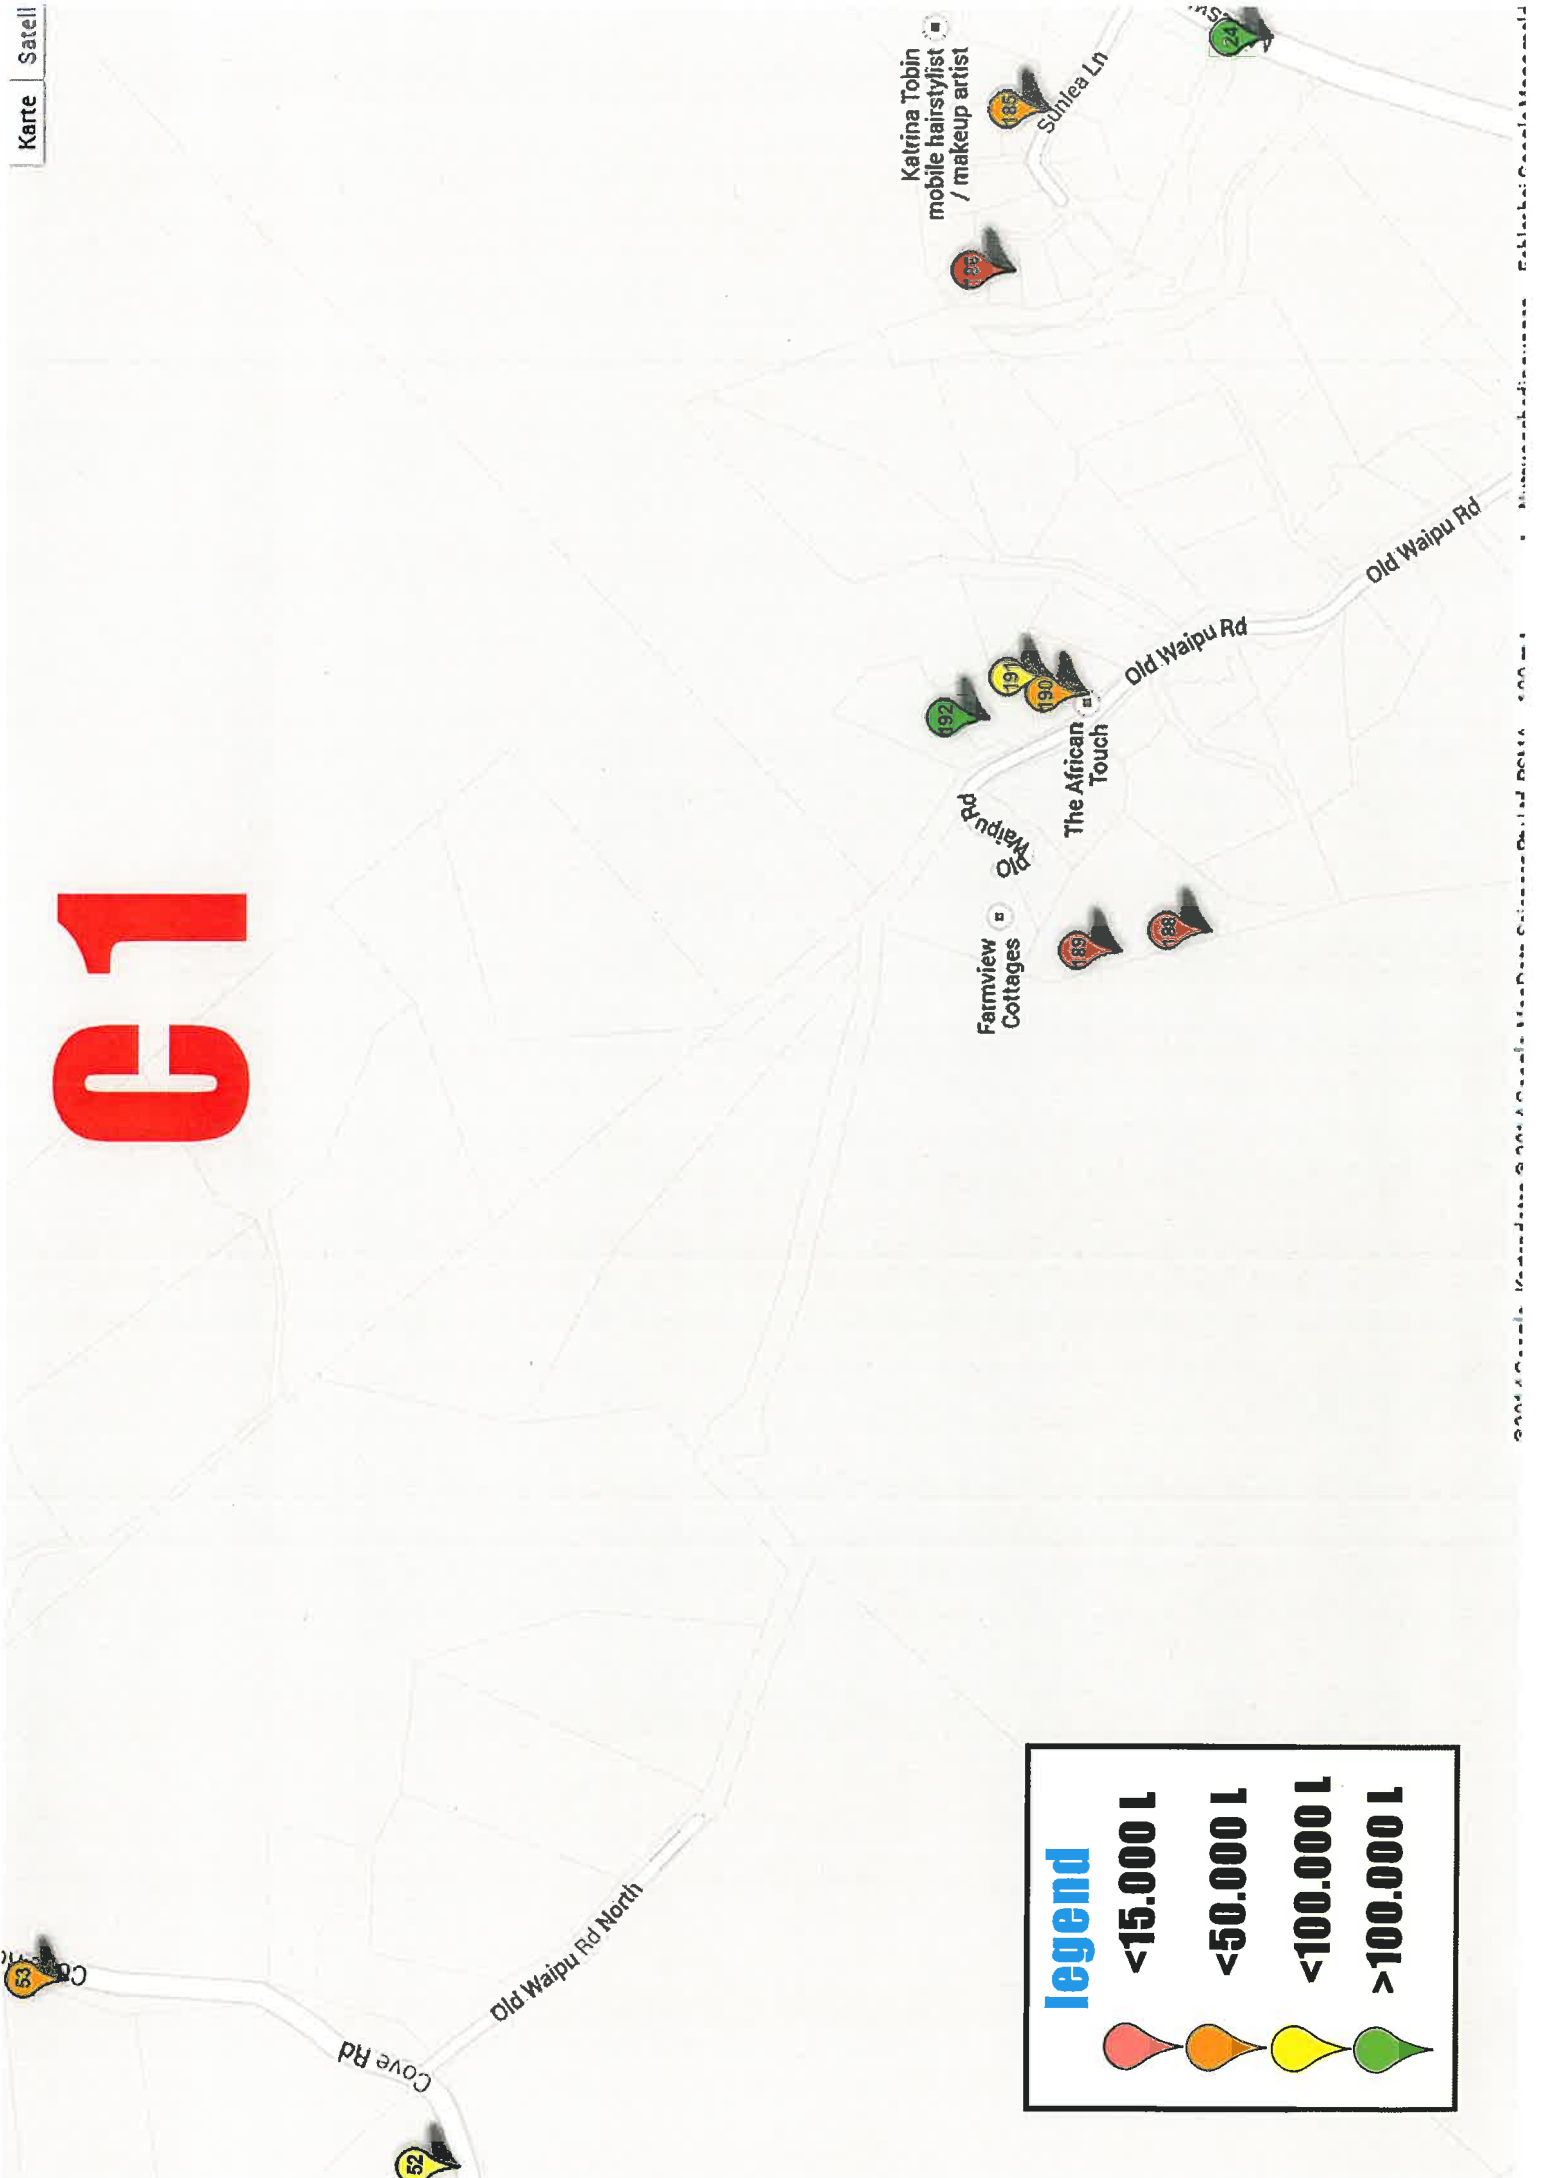 Karte
Satell
C1
Katrina Tobin
mobile hairstylist
/ makeup artist
185
Sunlea Ln
24
192
191
190
The African
Touch
Old Waipu Rd
Old Waipu Rd
Old Waipu Rd
Farmview
Cottages
189
188
53
Cove Rd
52
Old Waipu Rd North
legend
<15.000 L
<50.000 L
<100.000 L
>100.000 L